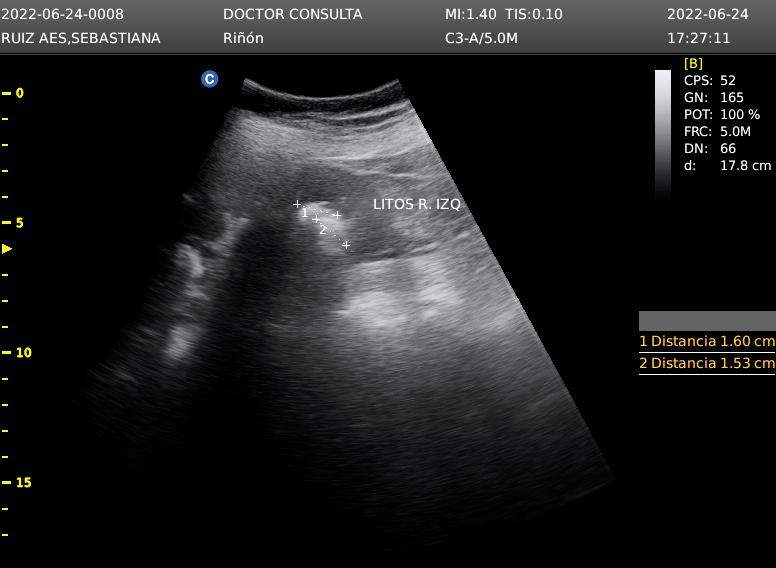 2022-06-24-0008 DOCTOR CONSULTA MI:1.40 TIS:0.10 2022-06-24
RUIZ AES,SEBASTIANA Riñón C3-A/5.0M 17:27:11
C
[B]
CPS: 52
GN: 165
POT: 100 %
FRC: 5.0M
DN: 66
d: 17.8 cm
0
5
10
15
LITOS R. IZQ
1
2
1 Distancia 1.60 cm
2 Distancia 1.53 cm